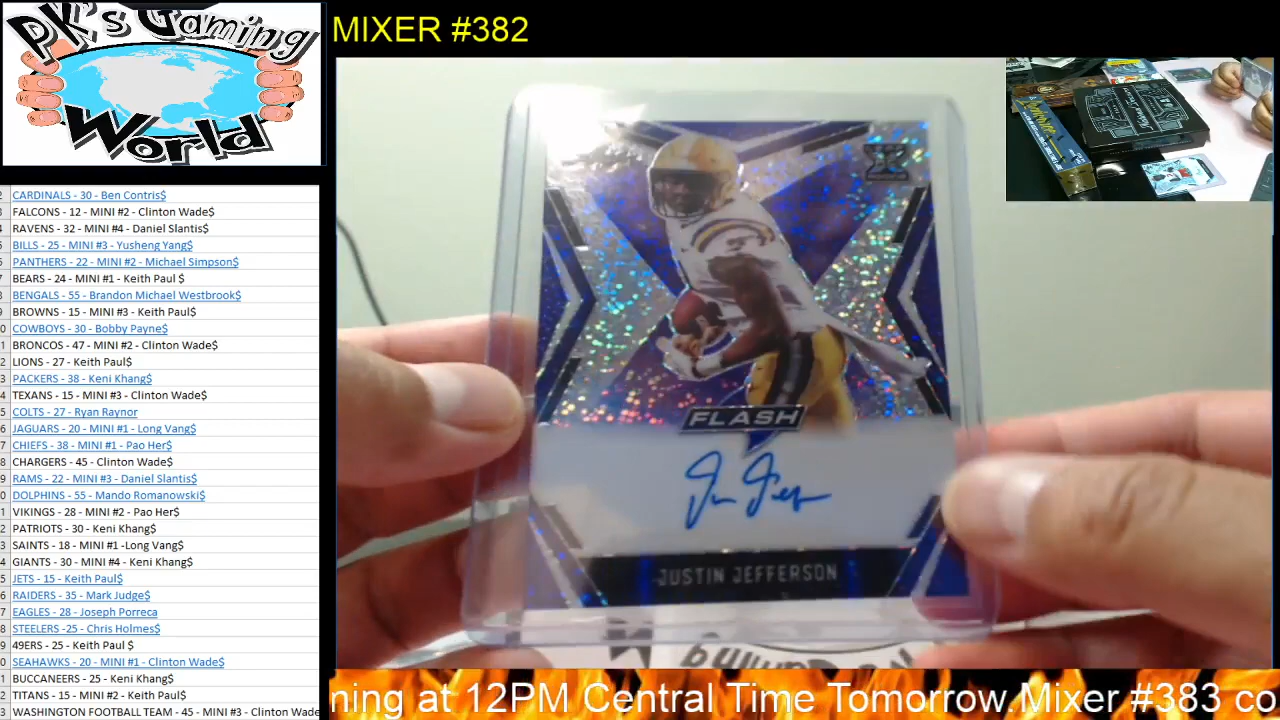 PK's Gaming
World
MIXER #382
CARDINALS - 30 - Ben Contris$
FALCONS - 12 - MINI #2 - Clinton Wade$
RAVENS - 32 - MINI #4 - Daniel Slantis$
BILLS - 25 - MINI #3 - Yusheng Yang$
PANTHERS - 22 - MINI #2 - Michael Simpson$
BEARS - 24 - MINI #1 - Keith Paul $
BENGALS - 55 - Brandon Michael Westbrook$
BROWNS - 15 - MINI #3 - Keith Paul$
COWBOYS - 30 - Bobby Payne$
BRONCOS - 47 - MINI #2 - Clinton Wade$
LIONS - 27 - Keith Paul$
PACKERS - 38 - Keni Khang$
TEXANS - 15 - MINI #3 - Clinton Wade$
COLTS - 27 - Ryan Raynor
JAGUARS - 20 - MINI #1 - Long Vang$
CHIEFS - 38 - MINI #1 - Pao Her$
CHARGERS - 45 - Clinton Wade$
RAMS - 22 - MINI #3 - Daniel Slantis$
DOLPHINS - 55 - Mando Romanowski$
VIKINGS - 28 - MINI #2 - Pao Her$
PATRIOTS - 30 - Keni Khang$
SAINTS - 18 - MINI #1 -Long Vang$
GIANTS - 30 - MINI #4 - Keni Khang$
JETS - 15 - Keith Paul$
RAIDERS - 35 - Mark Judge$
EAGLES - 28 - Joseph Porreca
STEELERS -25 - Chris Holmes$
49ERS - 25 - Keith Paul $
SEAHAWKS - 20 - MINI #1 - Clinton Wade$
BUCCANEERS - 25 - Keni Khang$
TITANS - 15 - MINI #2 - Keith Paul$
WASHINGTON FOOTBALL TEAM - 45 - MINI #3 - Clinton Wade
FLASH
JUSTIN JEFFERSON
Gaming
ning at 12PM Central Time Tomorrow. Mixer #383 co